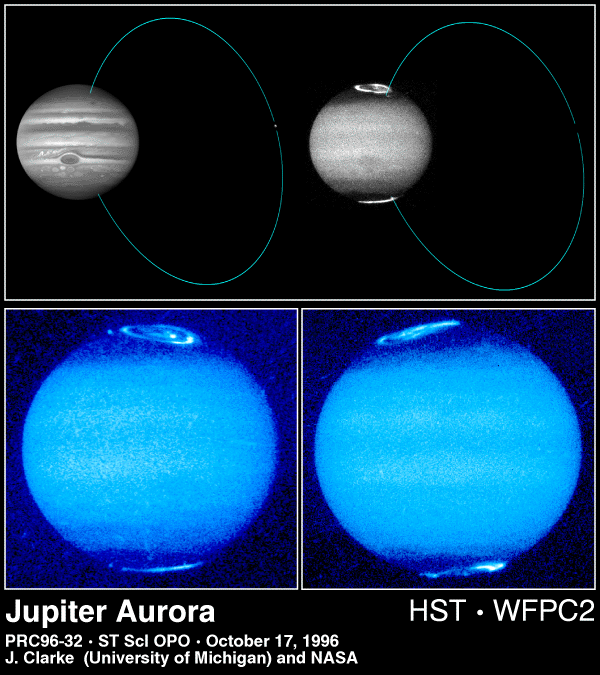 Jupiter Aurora
HST · WFPC2
PRC96-32 · ST ScI OPO · October 17, 1996
J. Clarke (University of Michigan) and NASA